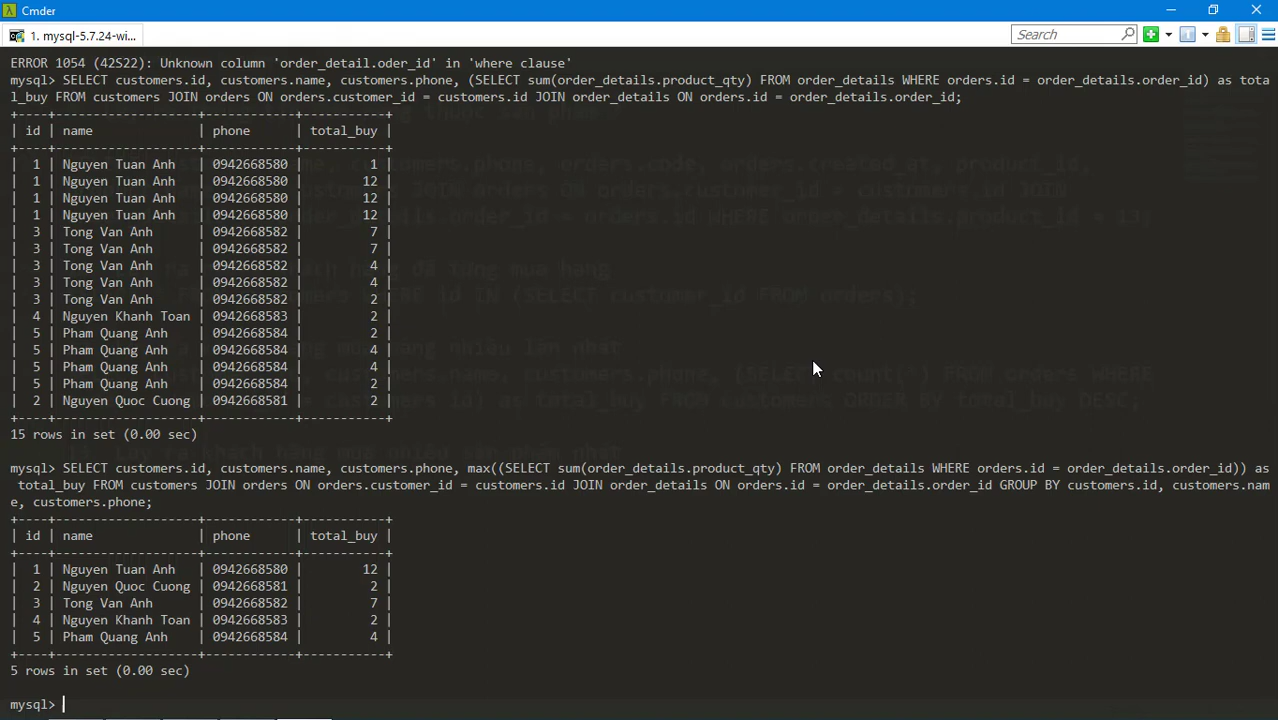 Cmder
1. mysql-5.7.24-wi...
Search
ERROR 1054 (42S22): Unknown column 'order_detail.oder_id' in 'where clause'
mysql> SELECT customers.id, customers.name, customers.phone, (SELECT sum(order_details.product_qty) FROM order_details WHERE orders.id = order_details.order_id) as tota
l_buy FROM customers JOIN orders ON orders.customer_id = customers.id JOIN order_details ON orders.id = order_details.order_id;
+----+-------------------+------------+-----------+
| id | name | phone | total_buy |
+----+-------------------+------------+-----------+
| 1 | Nguyen Tuan Anh | 0942668580 | 1 |
| 1 | Nguyen Tuan Anh | 0942668580 | 12 |
| 1 | Nguyen Tuan Anh | 0942668580 | 12 |
| 1 | Nguyen Tuan Anh | 0942668580 | 12 |
| 3 | Tong Van Anh | 0942668582 | 7 |
| 3 | Tong Van Anh | 0942668582 | 7 |
| 3 | Tong Van Anh | 0942668582 | 4 |
| 3 | Tong Van Anh | 0942668582 | 4 |
| 3 | Tong Van Anh | 0942668582 | 2 |
| 4 | Nguyen Khanh Toan | 0942668583 | 2 |
| 5 | Pham Quang Anh | 0942668584 | 2 |
| 5 | Pham Quang Anh | 0942668584 | 4 |
| 5 | Pham Quang Anh | 0942668584 | 4 |
| 5 | Pham Quang Anh | 0942668584 | 2 |
| 2 | Nguyen Quoc Cuong | 0942668581 | 2 |
+----+-------------------+------------+-----------+
15 rows in set (0.00 sec)
mysql> SELECT customers.id, customers.name, customers.phone, max((SELECT sum(order_details.product_qty) FROM order_details WHERE orders.id = order_details.order_id)) as
total_buy FROM customers JOIN orders ON orders.customer_id = customers.id JOIN order_details ON orders.id = order_details.order_id GROUP BY customers.id, customers.nam
e, customers.phone;
+----+-------------------+------------+-----------+
| id | name | phone | total_buy |
+----+-------------------+------------+-----------+
| 1 | Nguyen Tuan Anh | 0942668580 | 12 |
| 2 | Nguyen Quoc Cuong | 0942668581 | 2 |
| 3 | Tong Van Anh | 0942668582 | 7 |
| 4 | Nguyen Khanh Toan | 0942668583 | 2 |
| 5 | Pham Quang Anh | 0942668584 | 4 |
+----+-------------------+------------+-----------+
5 rows in set (0.00 sec)
mysql>